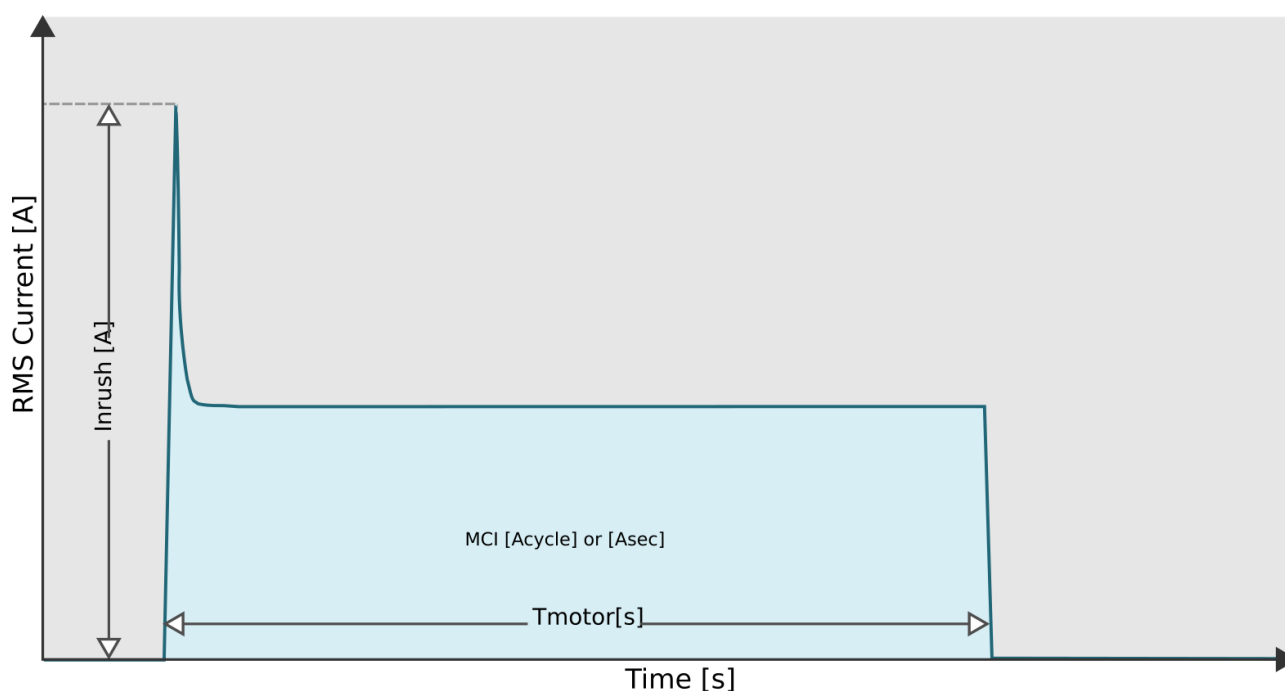 RMS Current [A]
Inrush [A]
MCI [Acycle] or [Asec]
Tmotor[s]
Time [s]